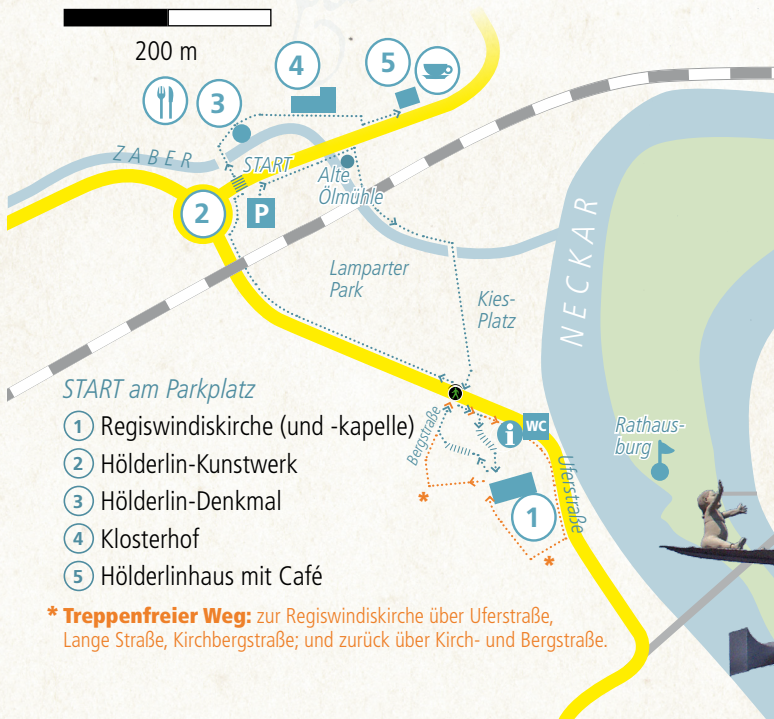 200 m
4
5
3
ZABER
START
Alte
Ölmühle
2
P
NECKAR
Lamparter
Park
Kies-
Platz
START am Parkplatz
1 Regiswindiskirche (und -kapelle)
2 Hölderlin-Kunstwerk
3 Hölderlin-Denkmal
4 Klosterhof
5 Hölderlinhaus mit Café
Bergstraße
i
WC
Rathaus-
burg
Uferstraße
*
1
*
* Treppenfreier Weg: zur Regiswindiskirche über Uferstraße,
Lange Straße, Kirchbergstraße; und zurück über Kirch- und Bergstraße.